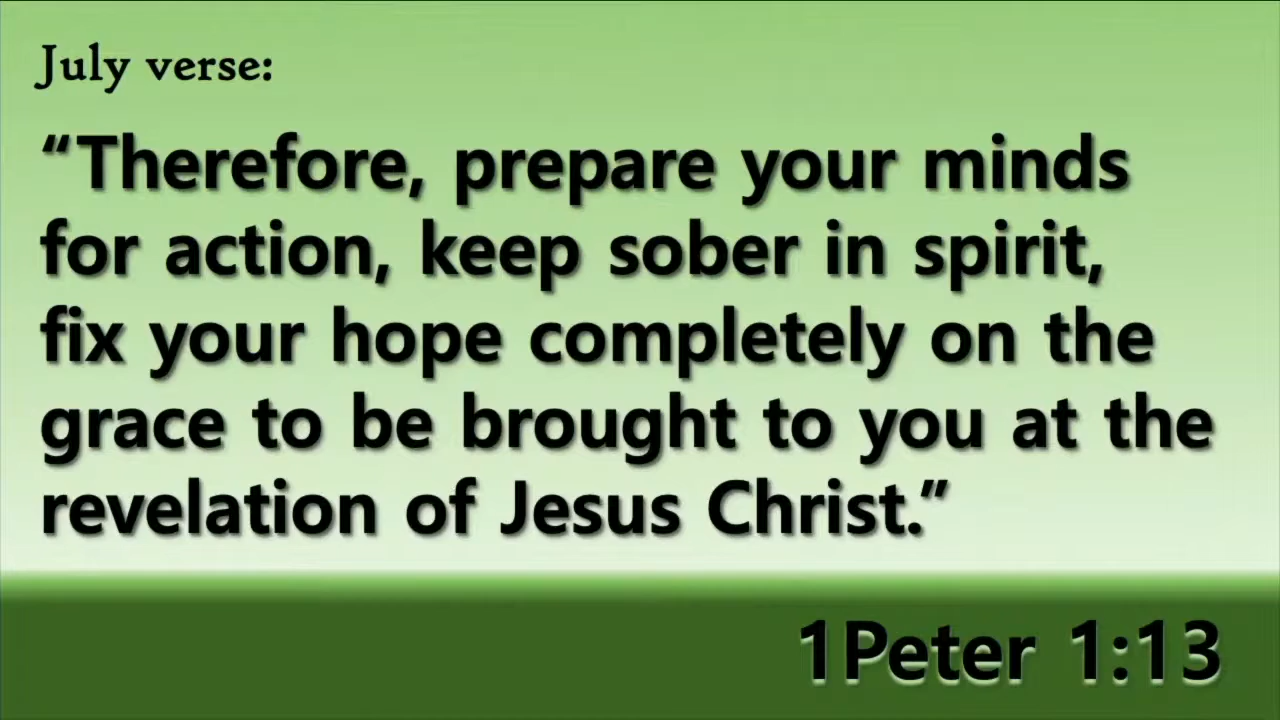 July verse:
“Therefore, prepare your minds
for action, keep sober in spirit,
fix your hope completely on the
grace to be brought to you at the
revelation of Jesus Christ.”
1Peter 1:13